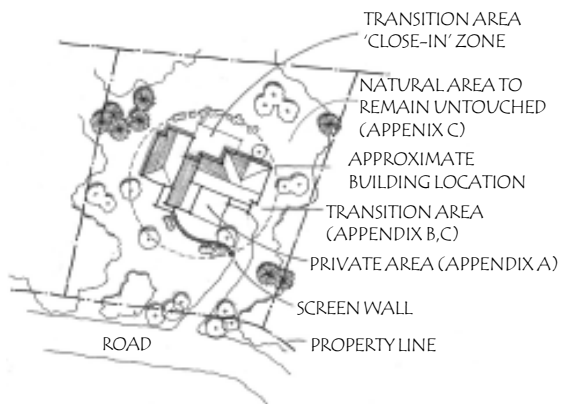 TRANSITION AREA
'CLOSE-IN' ZONE
NATURAL AREA TO
REMAIN UNTOUCHED
(APPENIX C)
APPROXIMATE
BUILDING LOCATION
TRANSITION AREA
(APPENDIX B,C)
PRIVATE AREA (APPENDIX A)
SCREEN WALL
ROAD
PROPERTY LINE